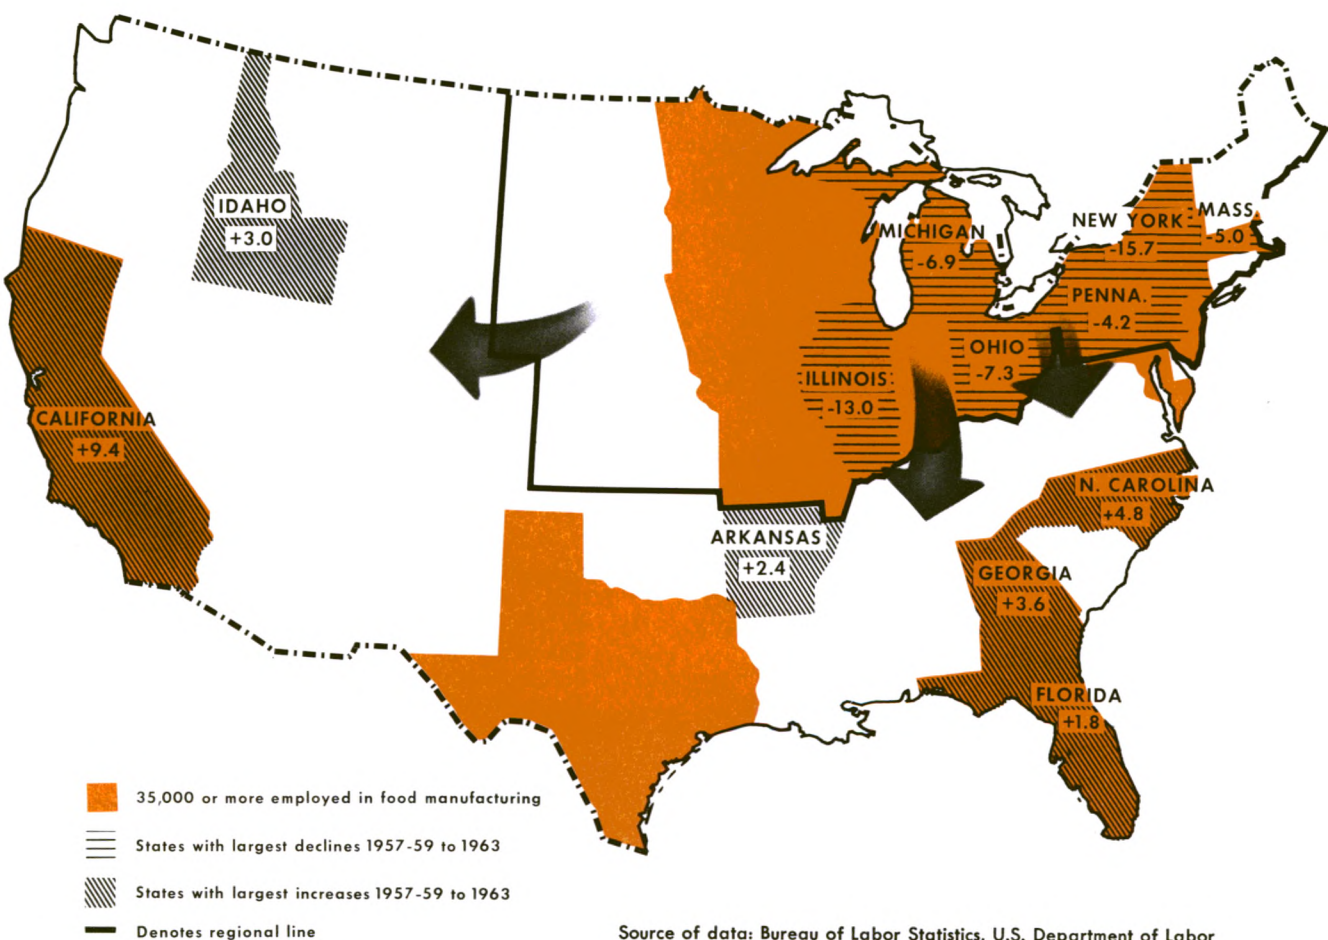 IDAHO
+3.0
MICHIGAN
-6.9
NEW YORK
-15.7
MASS
-5.0
PENNA.
-4.2
OHIO
-7.3
ILLINOIS
-13.0
CALIFORNIA
+9.4
N. CAROLINA
+4.8
ARKANSAS
+2.4
GEORGIA
+3.6
FLORIDA
+1.8
35,000 or more employed in food manufacturing
States with largest declines 1957-59 to 1963
States with largest increases 1957-59 to 1963
Denotes regional line
Source of data: Bureau of Labor Statistics, U.S. Department of Labor